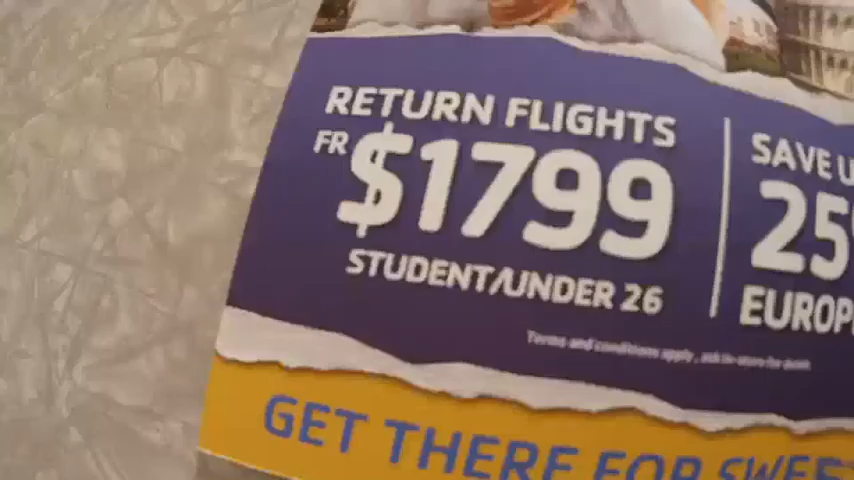 RETURN FLIGHTS
FR $1799
STUDENT/UNDER 26
SAVE U
25
EUROP
Terms and conditions apply, ask in-store for details
GET THERE FOR SWEE